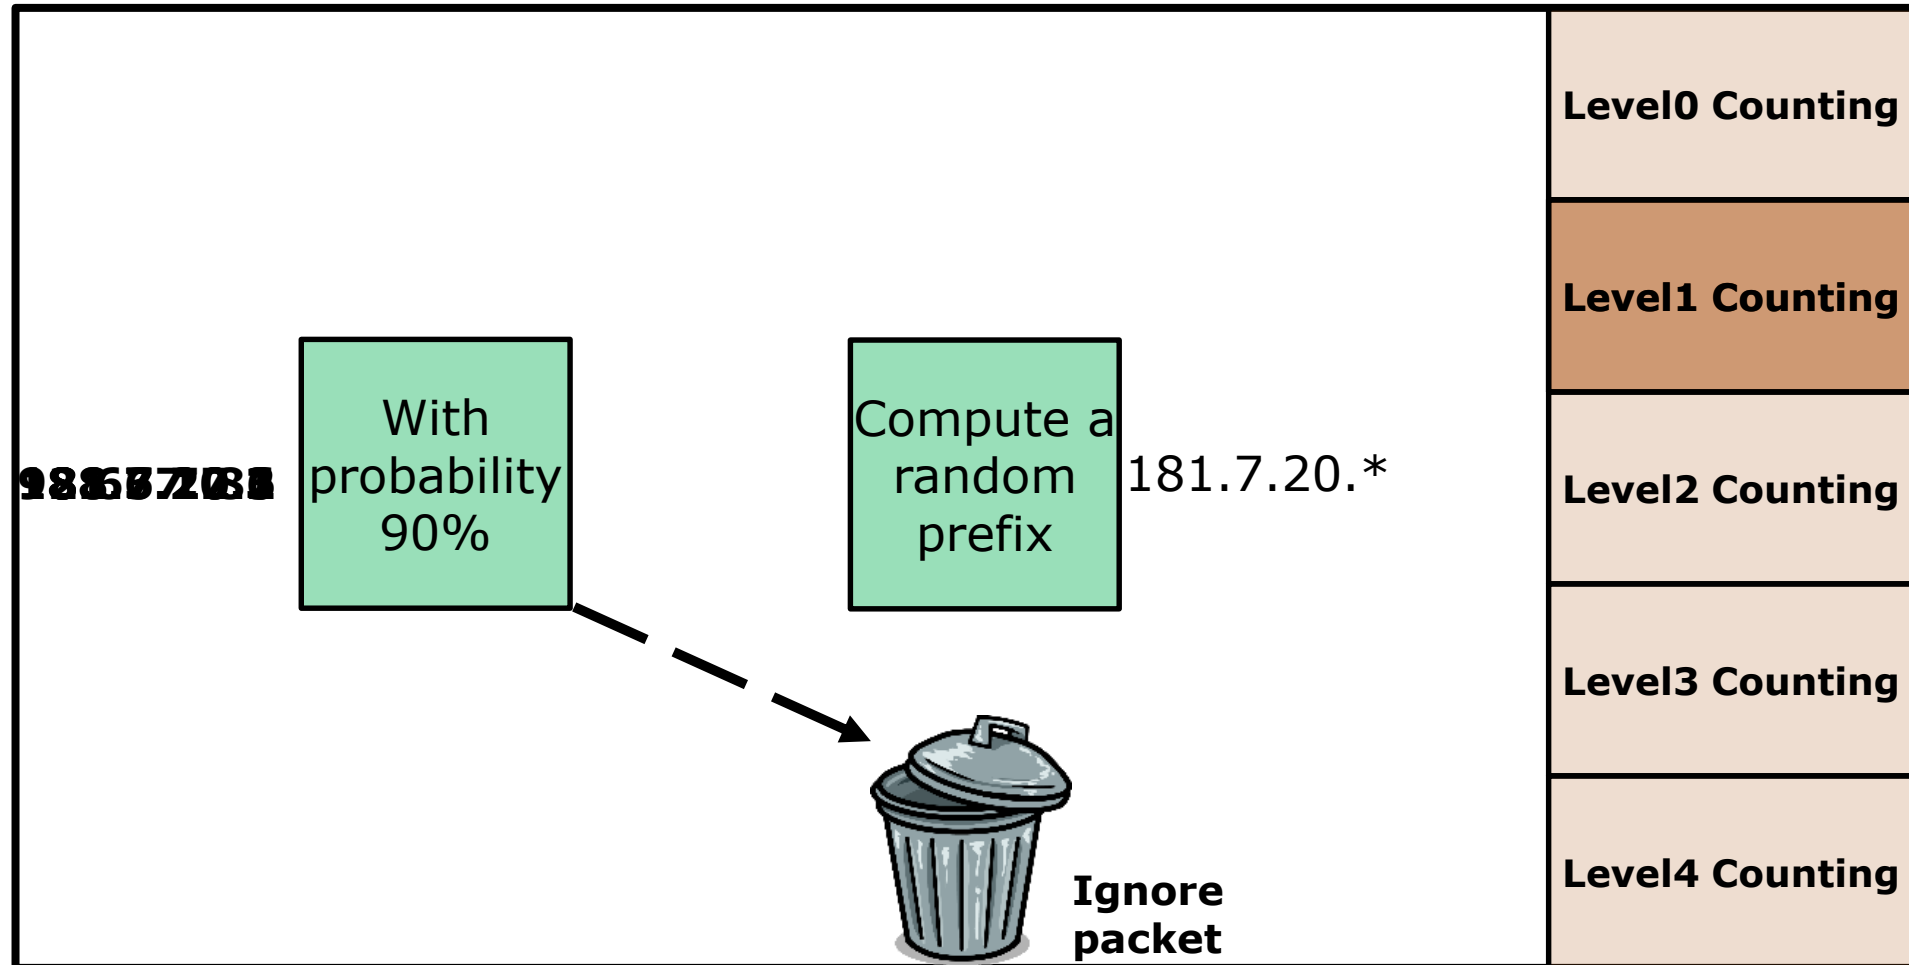 Level0 Counting
Level1 Counting
With
probability
90%
Compute a
random
prefix
181.7.20.*
Level2 Counting
Level3 Counting
Level4 Counting
Ignore
packet